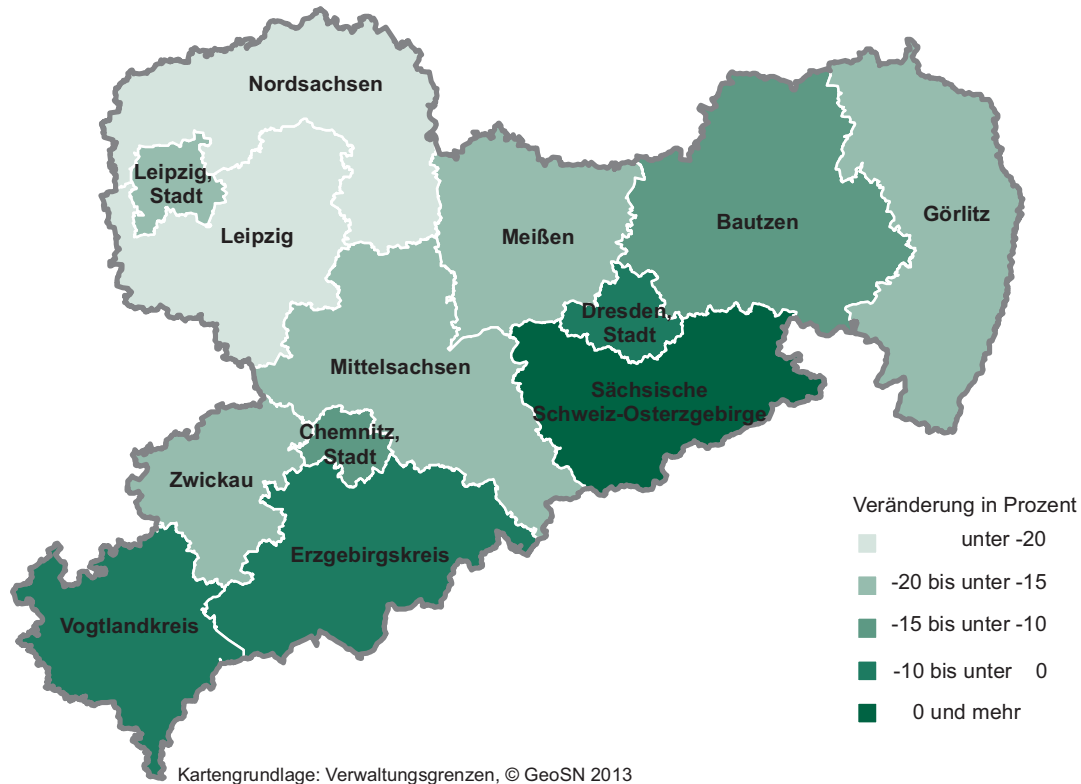 Nordsachsen
Leipzig,
Stadt
Leipzig
Meißen
Bautzen
Görlitz
Dresden,
Stadt
Mittelsachsen
Sächsische
Schweiz-Osterzgebirge
Chemnitz,
Stadt
Zwickau
Erzgebirgskreis
Vogtlandkreis
Veränderung in Prozent
unter -20
-20 bis unter -15
-15 bis unter -10
-10 bis unter 0
0 und mehr
Kartengrundlage: Verwaltungsgrenzen, © GeoSN 2013